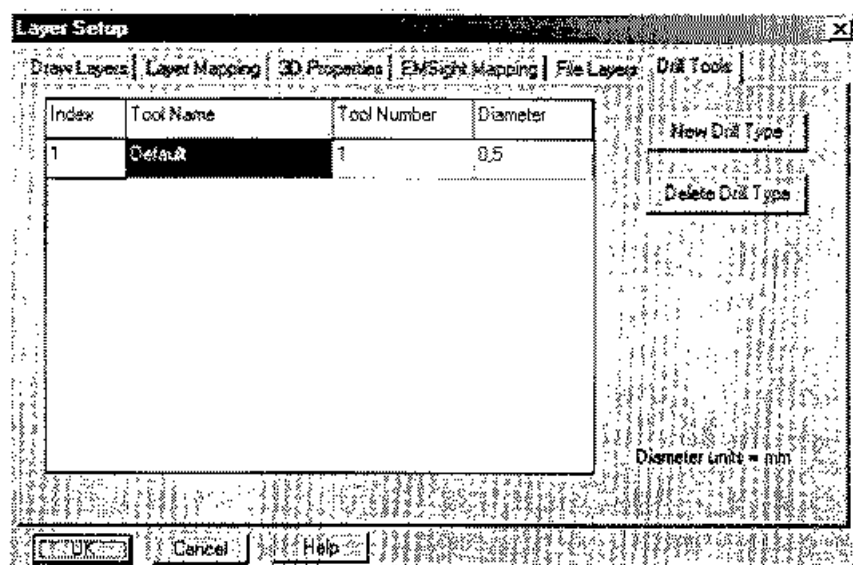 Layer Setup
Draw Layers Layer Mapping 3D Properties EMSight Mapping File Layers Drill Tools
Index Tool Name Tool Number Diameter
1 Default 1 0,5
New Drill Type
Delete Drill Type
Diameter units = mm
OK Cancel Help